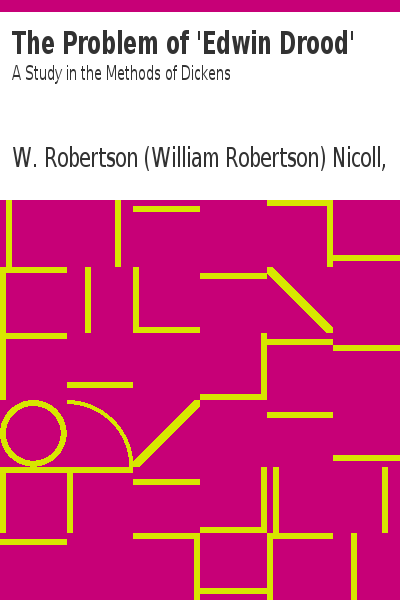 The Problem of 'Edwin Drood'
A Study in the Methods of Dickens
W. Robertson (William Robertson) Nicoll,